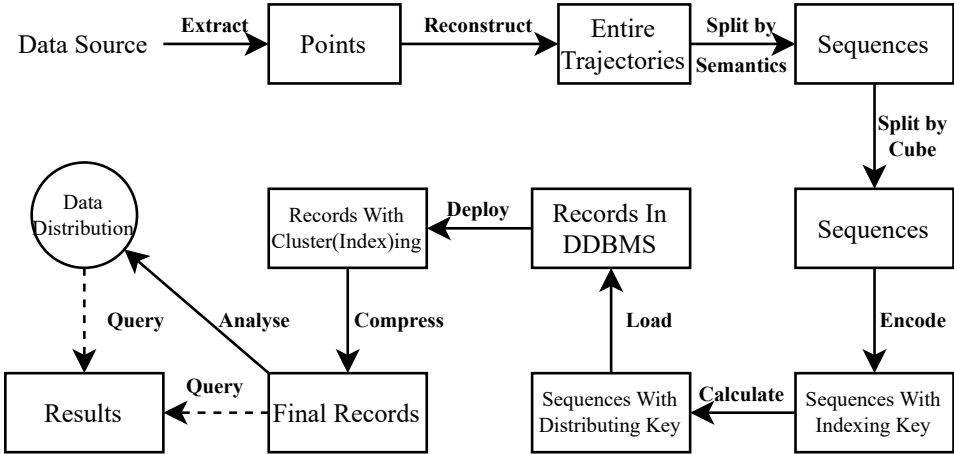 Data Source
Extract
Points
Reconstruct
Entire
Trajectories
Split by
Semantics
Sequences
Split by
Cube
Sequences
Encode
Sequences With
Indexing Key
Calculate
Sequences With
Distributing Key
Load
Records In
DDBMS
Deploy
Records With
Cluster(Index)ing
Compress
Final Records
Analyse
Data
Distribution
Query
Query
Results